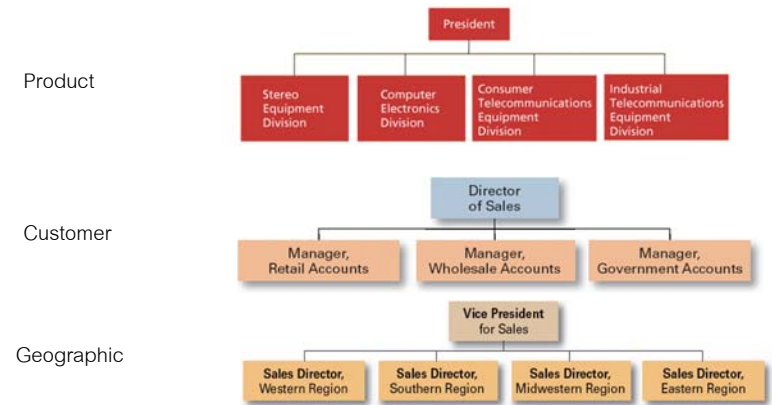 President
Product
Stereo
Equipment
Division
Computer
Electronics
Division
Consumer
Telecommunications
Equipment
Division
Industrial
Telecommunications
Equipment
Division
Director
of Sales
Customer
Manager,
Retail Accounts
Manager,
Wholesale Accounts
Manager,
Government Accounts
Vice President
for Sales
Geographic
Sales Director,
Western Region
Sales Director,
Southern Region
Sales Director,
Midwestern Region
Sales Director,
Eastern Region